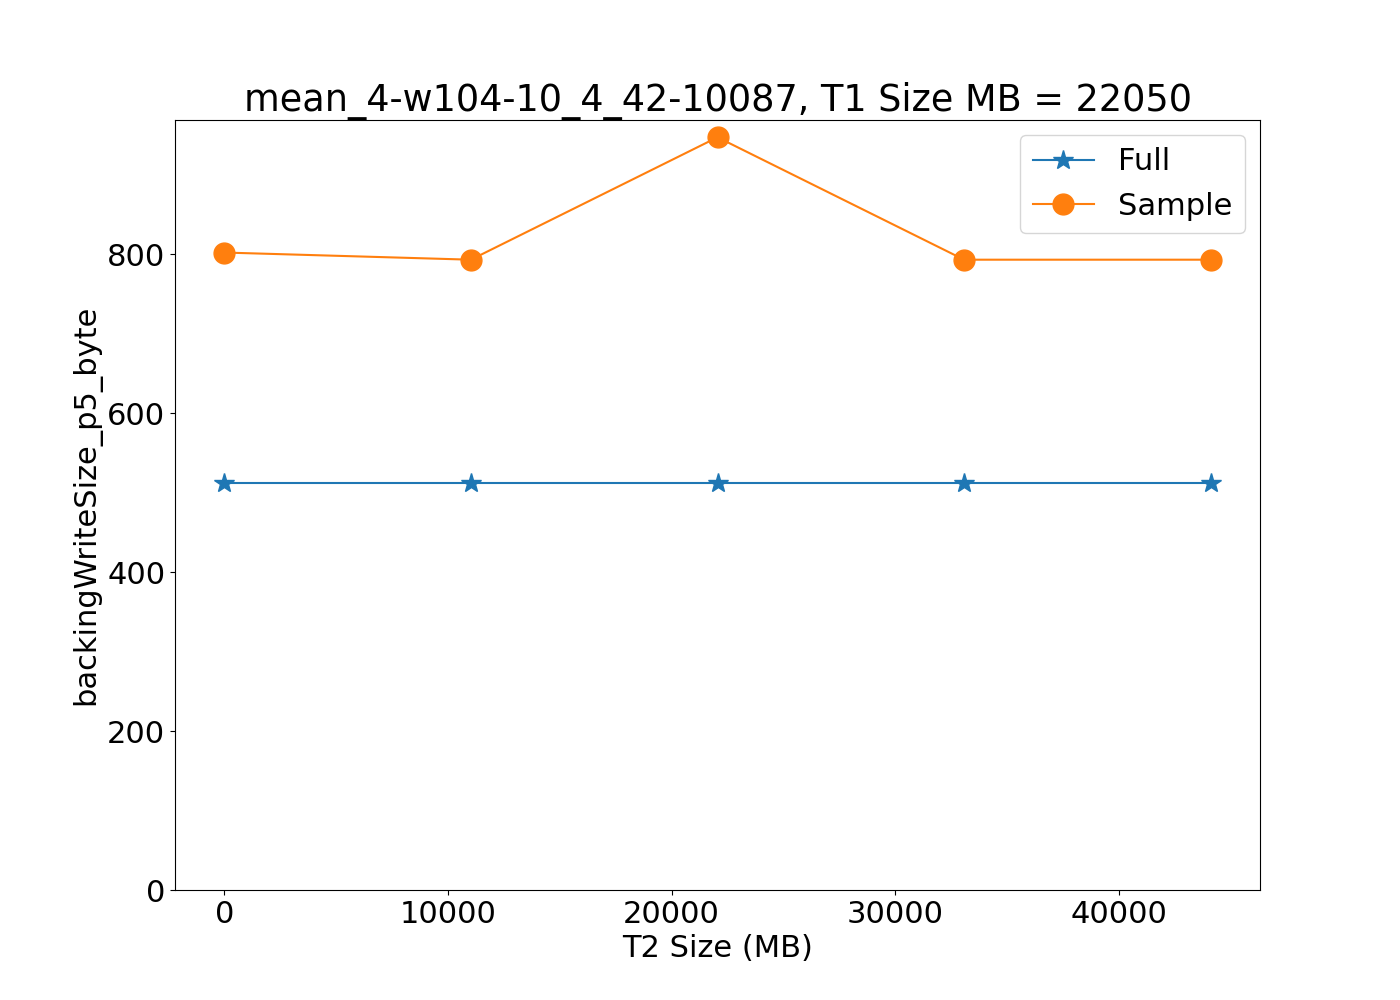 mean_4-w104-10_4_42-10087, T1 Size MB = 22050
Full
Sample
backingWriteSize_p5_byte
800
600
400
200
0
0 10000 20000 30000 40000
T2 Size (MB)